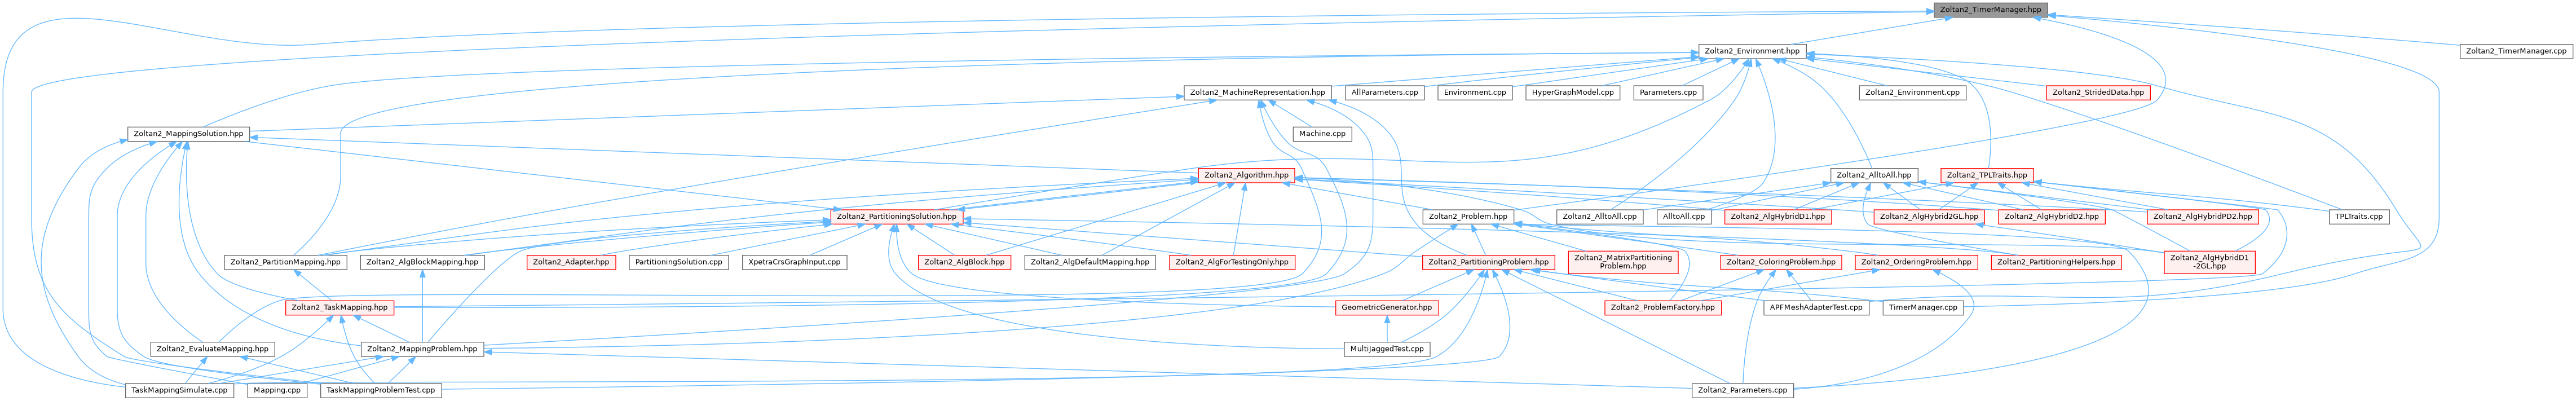 Zoltan2_TimerManager.hpp
Zoltan2_Environment.hpp
Zoltan2_TimerManager.cpp
Zoltan2_MachineRepresentation.hpp
AllParameters.cpp
Environment.cpp
HyperGraphModel.cpp
Parameters.cpp
Zoltan2_Environment.cpp
Zoltan2_StridedData.hpp
Zoltan2_MappingSolution.hpp
Machine.cpp
Zoltan2_Algorithm.hpp
Zoltan2_AlltoAll.hpp
Zoltan2_TPLTraits.hpp
Zoltan2_PartitioningSolution.hpp
Zoltan2_Problem.hpp
Zoltan2_AlltoAll.cpp
AlltoAll.cpp
Zoltan2_AlgHybridD1.hpp
Zoltan2_AlgHybrid2GL.hpp
Zoltan2_AlgHybridD2.hpp
Zoltan2_AlgHybridPD2.hpp
TPLTraits.cpp
Zoltan2_PartitionMapping.hpp
Zoltan2_AlgBlockMapping.hpp
Zoltan2_Adapter.hpp
PartitioningSolution.cpp
XpetraCrsGraphInput.cpp
Zoltan2_AlgBlock.hpp
Zoltan2_AlgDefaultMapping.hpp
Zoltan2_AlgForTestingOnly.hpp
Zoltan2_PartitioningProblem.hpp
Zoltan2_MatrixPartitioning
Problem.hpp
Zoltan2_ColoringProblem.hpp
Zoltan2_OrderingProblem.hpp
Zoltan2_PartitioningHelpers.hpp
Zoltan2_AlgHybridD1
-2GL.hpp
Zoltan2_TaskMapping.hpp
GeometricGenerator.hpp
Zoltan2_ProblemFactory.hpp
APFMeshAdapterTest.cpp
TimerManager.cpp
Zoltan2_EvaluateMapping.hpp
Zoltan2_MappingProblem.hpp
MultiJaggedTest.cpp
TaskMappingSimulate.cpp
Mapping.cpp
TaskMappingProblemTest.cpp
Zoltan2_Parameters.cpp